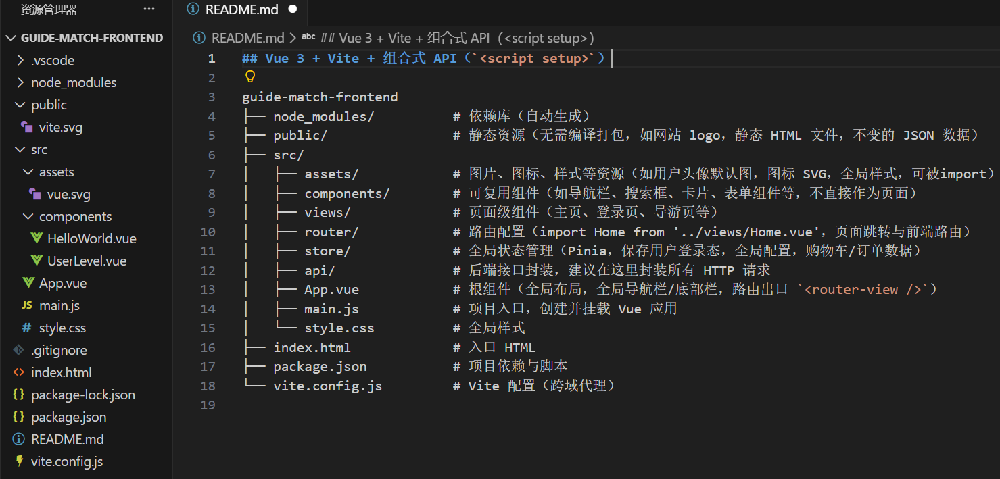 资源管理器 ···
GUIDE-MATCH-FRONTEND
.vscode
node_modules
public
vite.svg
src
assets
vue.svg
components
HelloWorld.vue
UserLevel.vue
App.vue
JS main.js
# style.css
.gitignore
<> index.html
{} package-lock.json
{} package.json
README.md
vite.config.js
README.md
README.md > abc ## Vue 3 + Vite + 组合式 API（<script setup>）
1 ## Vue 3 + Vite + 组合式 API（`<script setup>`）
2
3 guide-match-frontend
4 ├── node_modules/ # 依赖库（自动生成）
5 ├── public/ # 静态资源（无需编译打包，如网站 logo，静态 HTML 文件，不变的 JSON 数据）
6 ├── src/
7 │ ├── assets/ # 图片、图标、样式等资源（如用户头像默认图，图标 SVG，全局样式，可被import）
8 │ ├── components/ # 可复用组件（如导航栏、搜索框、卡片、表单组件等，不直接作为页面）
9 │ ├── views/ # 页面级组件（主页、登录页、导游页等）
10 │ ├── router/ # 路由配置（import Home from '../views/Home.vue'，页面跳转与前端路由）
11 │ ├── store/ # 全局状态管理（Pinia，保存用户登录态，全局配置，购物车/订单数据）
12 │ ├── api/ # 后端接口封装，建议在这里封装所有 HTTP 请求
13 │ ├── App.vue # 根组件（全局布局，全局导航栏/底部栏，路由出口 `<router-view />`）
14 │ ├── main.js # 项目入口，创建并挂载 Vue 应用
15 │ └── style.css # 全局样式
16 ├── index.html # 入口 HTML
17 ├── package.json # 项目依赖与脚本
18 └── vite.config.js # Vite 配置（跨域代理）
19